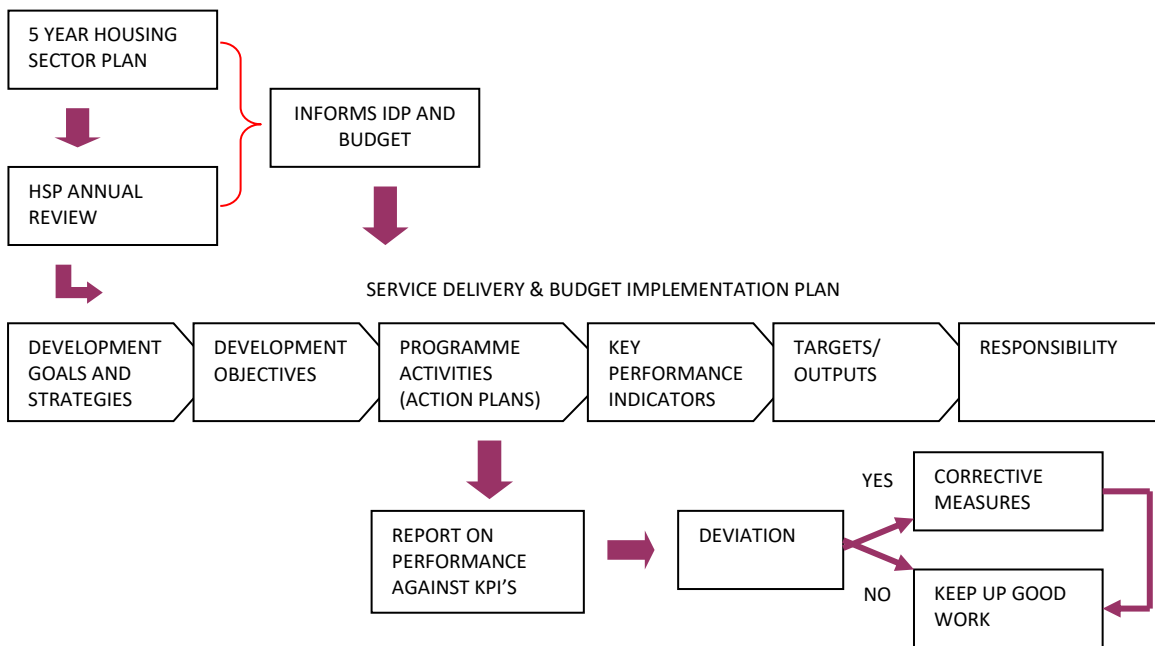 5 YEAR HOUSING
SECTOR PLAN
INFORMS IDP AND
BUDGET
HSP ANNUAL
REVIEW
SERVICE DELIVERY & BUDGET IMPLEMENTATION PLAN
DEVELOPMENT
GOALS AND
STRATEGIES
DEVELOPMENT
OBJECTIVES
PROGRAMME
ACTIVITIES
(ACTION PLANS)
KEY
PERFORMANCE
INDICATORS
TARGETS/
OUTPUTS
RESPONSIBILITY
REPORT ON
PERFORMANCE
AGAINST KPI'S
DEVIATION
YES
CORRECTIVE
MEASURES
NO
KEEP UP GOOD
WORK